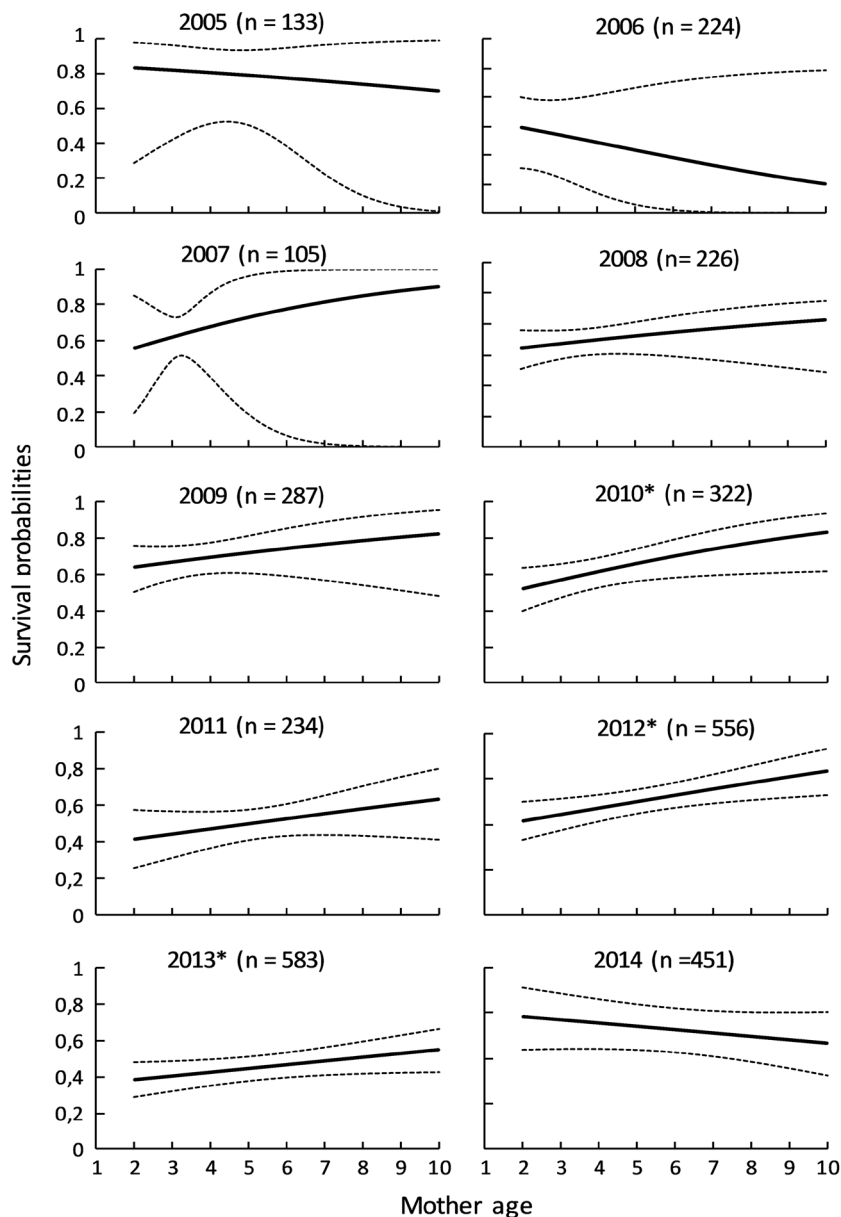 2005 (n = 133)
2006 (n = 224)
1
0.8
0.6
0.4
0.2
0
2007 (n = 105)
2008 (n= 226)
1
0.8
0.6
0.4
0.2
0
2009 (n = 287)
2010* (n = 322)
1
0.8
0.6
0.4
0.2
0
2011 (n = 234)
2012* (n = 556)
1
0,8
0,6
0,4
0,2
0
2013* (n = 583)
2014 (n =451)
1
0,8
0,6
0,4
0,2
0
1 2 3 4 5 6 7 8 9 10
1 2 3 4 5 6 7 8 9 10
Survival probabilities
Mother age